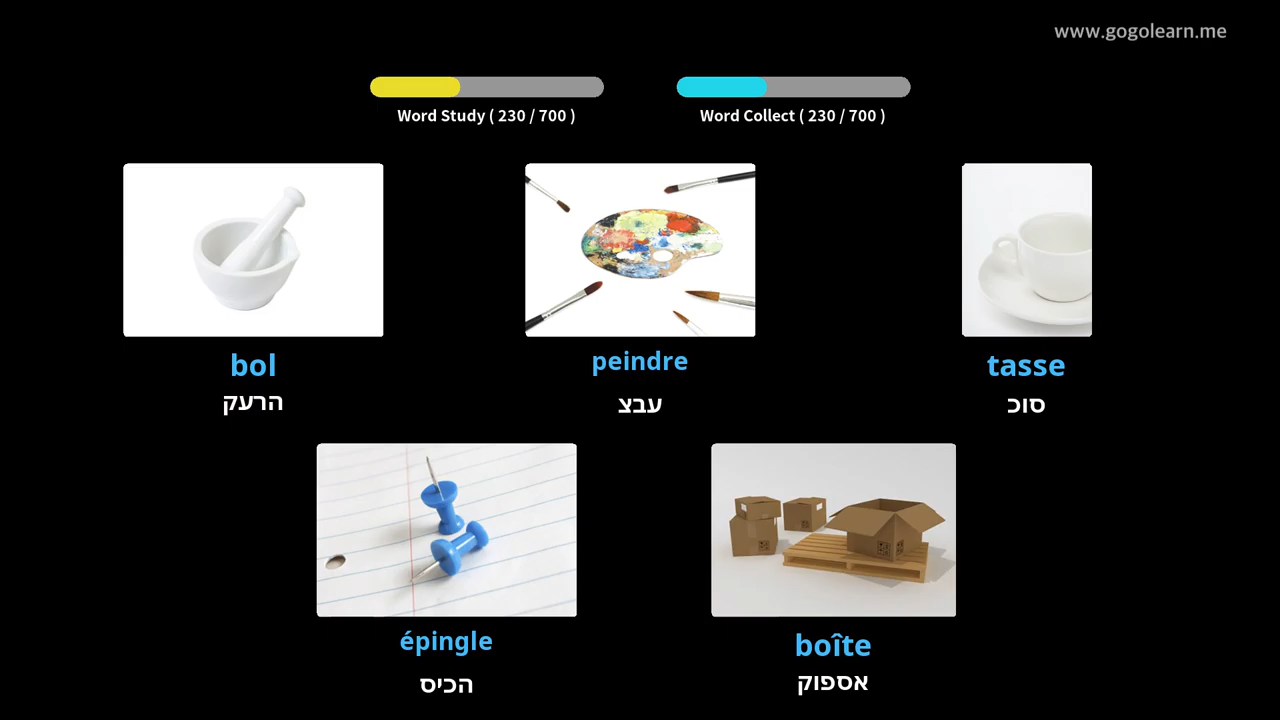 www.gogolearn.me
Word Study ( 230 / 700 )
Word Collect ( 230 / 700 )
bol
הרעק
peindre
עבצ
tasse
סוכ
épingle
הכיס
boîte
אספוק